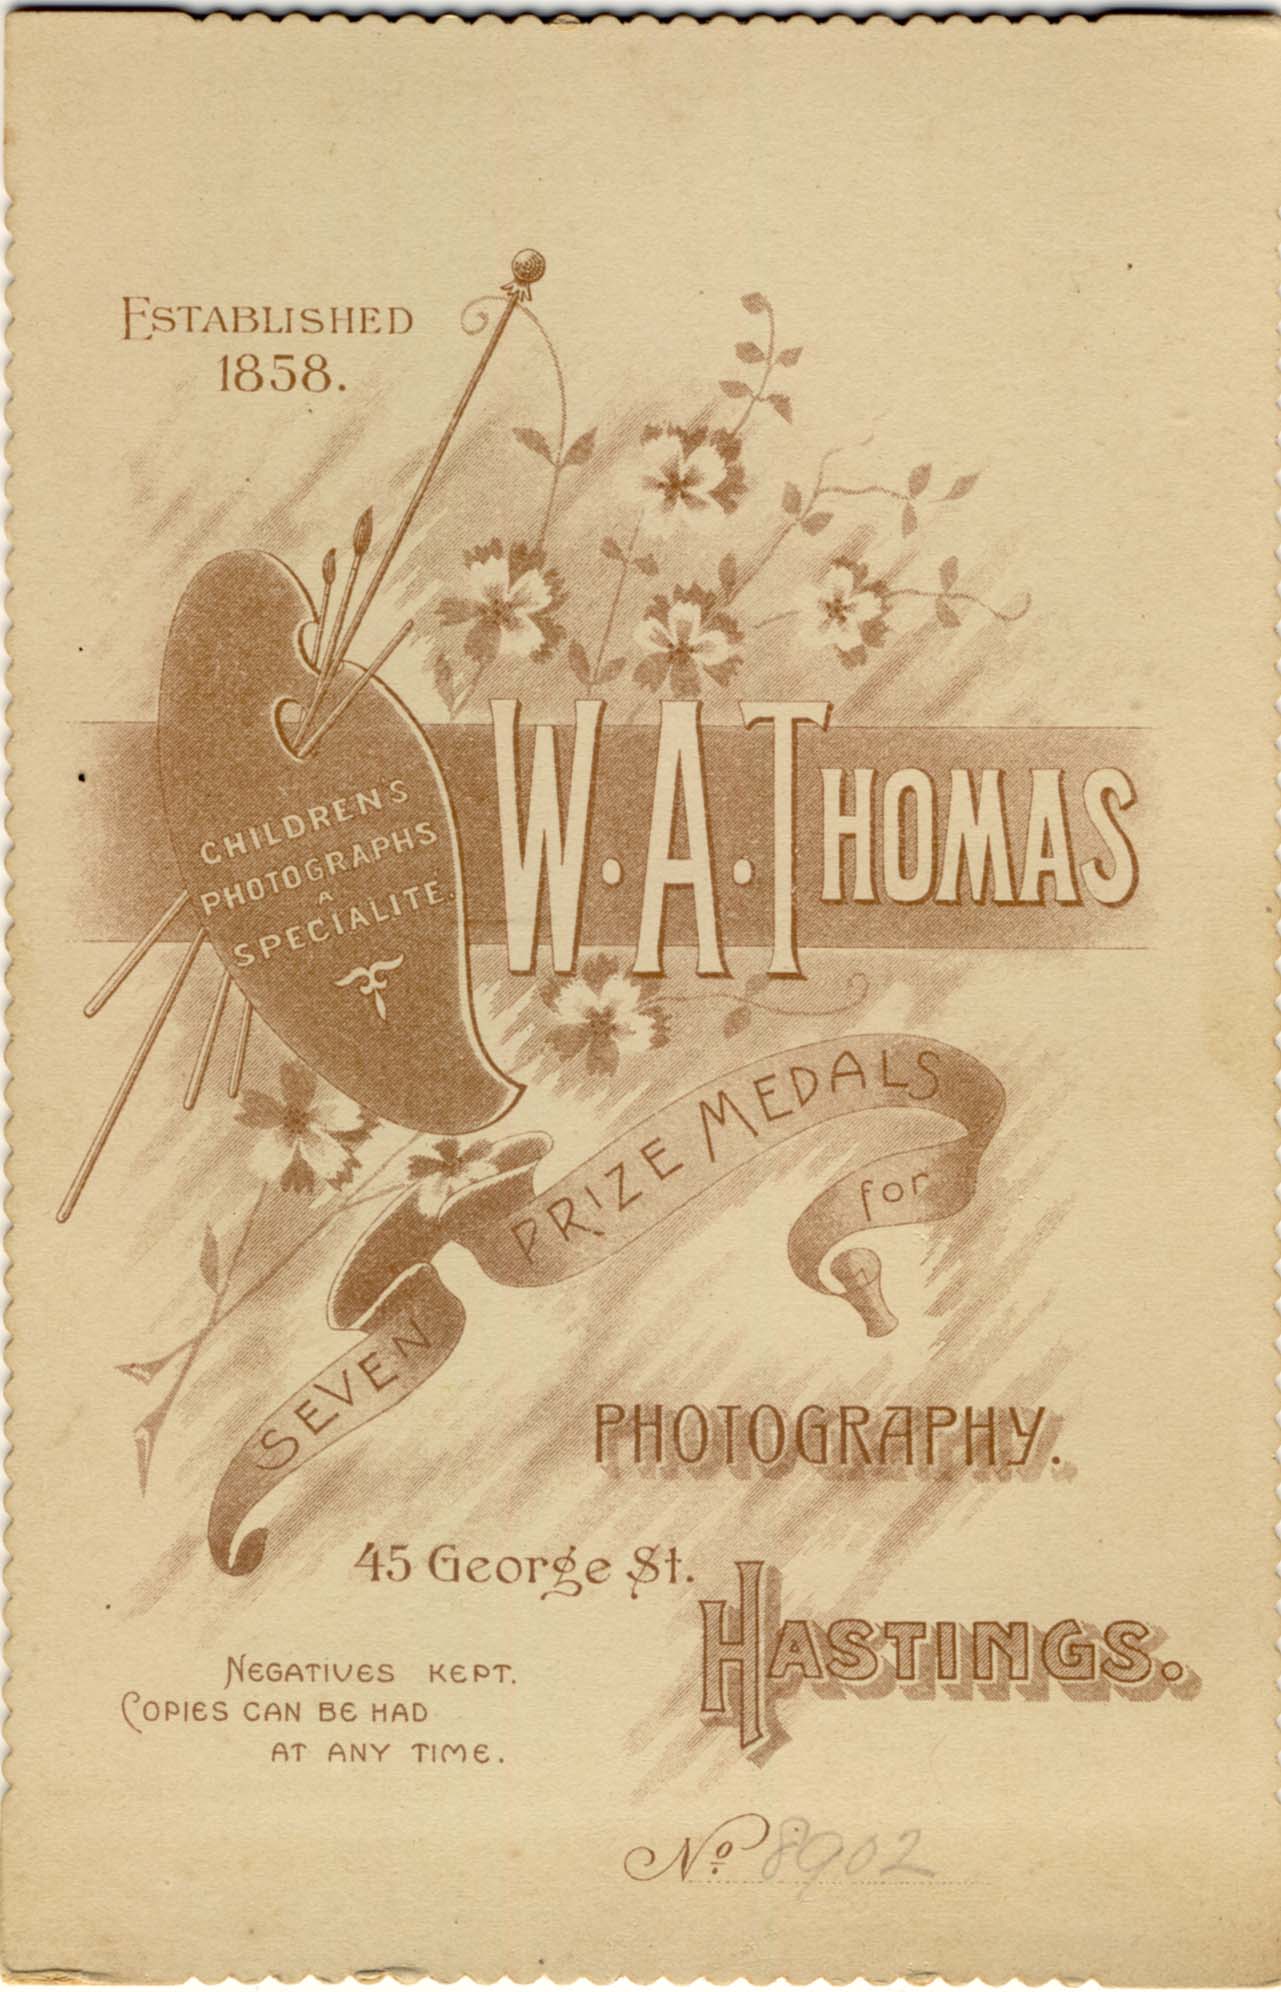 ESTABLISHED
1858.
CHILDREN'S
PHOTOGRAPHS
A
SPECIALITE.
W. A. THOMAS
SEVEN PRIZE MEDALS
for
PHOTOGRAPHY.
45 George St.
HASTINGS.
NEGATIVES KEPT.
COPIES CAN BE HAD
AT ANY TIME.
No 8902